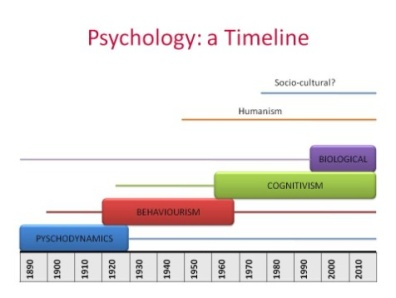 Psychology: a Timeline
Socio-cultural?
Humanism
BIOLOGICAL
COGNITIVISM
BEHAVIOURISM
PYSCHODYNAMICS
1890 1900 1910 1920 1930 1940 1950 1960 1970 1980 1990 2000 2010